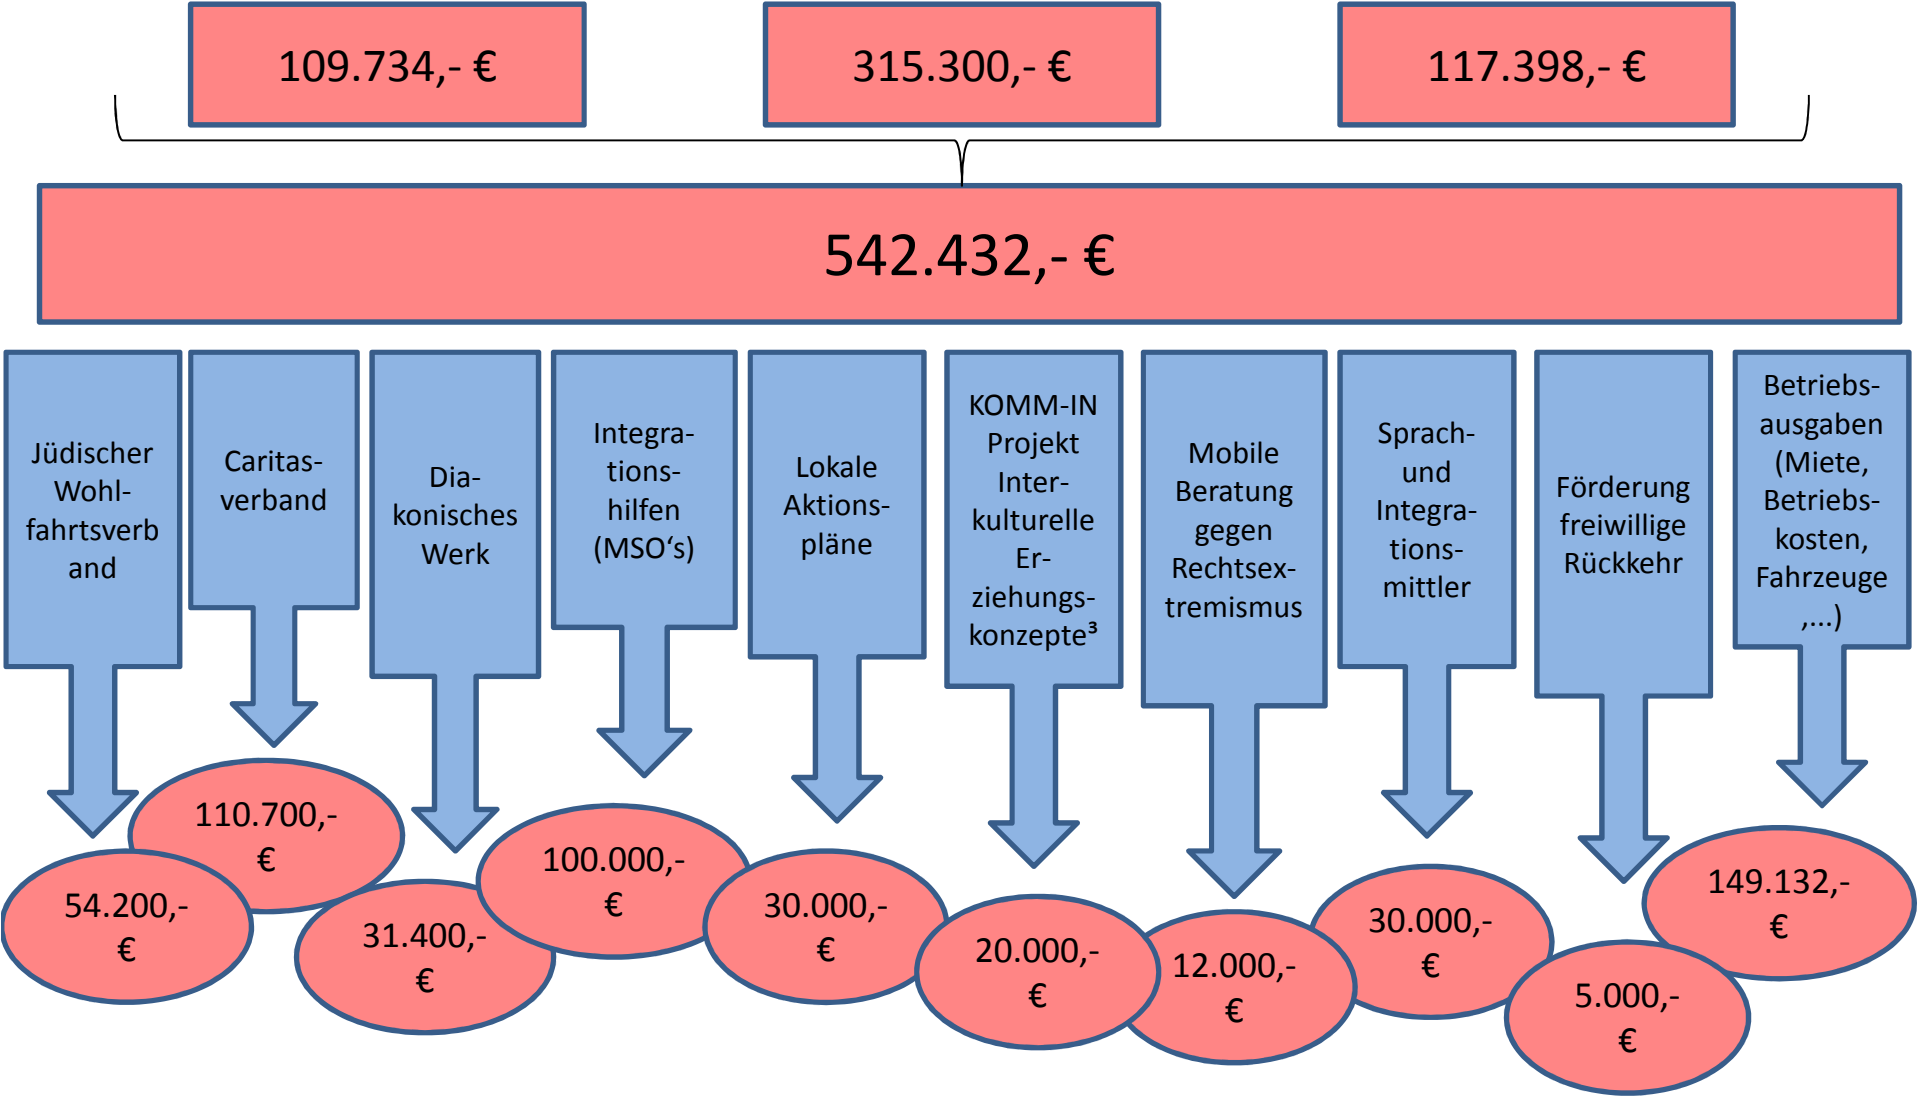 109.734,- €
315.300,- €
117.398,- €
542.432,- €
Jüdischer
Wohl-
fahrtsverb
and
Caritas-
verband
Dia-
konisches
Werk
Integra-
tions-
hilfen
(MSO‘s)
Lokale
Aktions-
pläne
KOMM-IN
Projekt
Inter-
kulturelle
Er-
ziehungs-
konzepte³
Mobile
Beratung
gegen
Rechtsex-
tremismus
Sprach-
und
Integra-
tions-
mittler
Förderung
freiwillige
Rückkehr
Betriebs-
ausgaben
(Miete,
Betriebs-
kosten,
Fahrzeuge
,...)
54.200,-
€
110.700,-
€
31.400,-
€
100.000,-
€
30.000,-
€
20.000,-
€
12.000,-
€
30.000,-
€
5.000,-
€
149.132,-
€